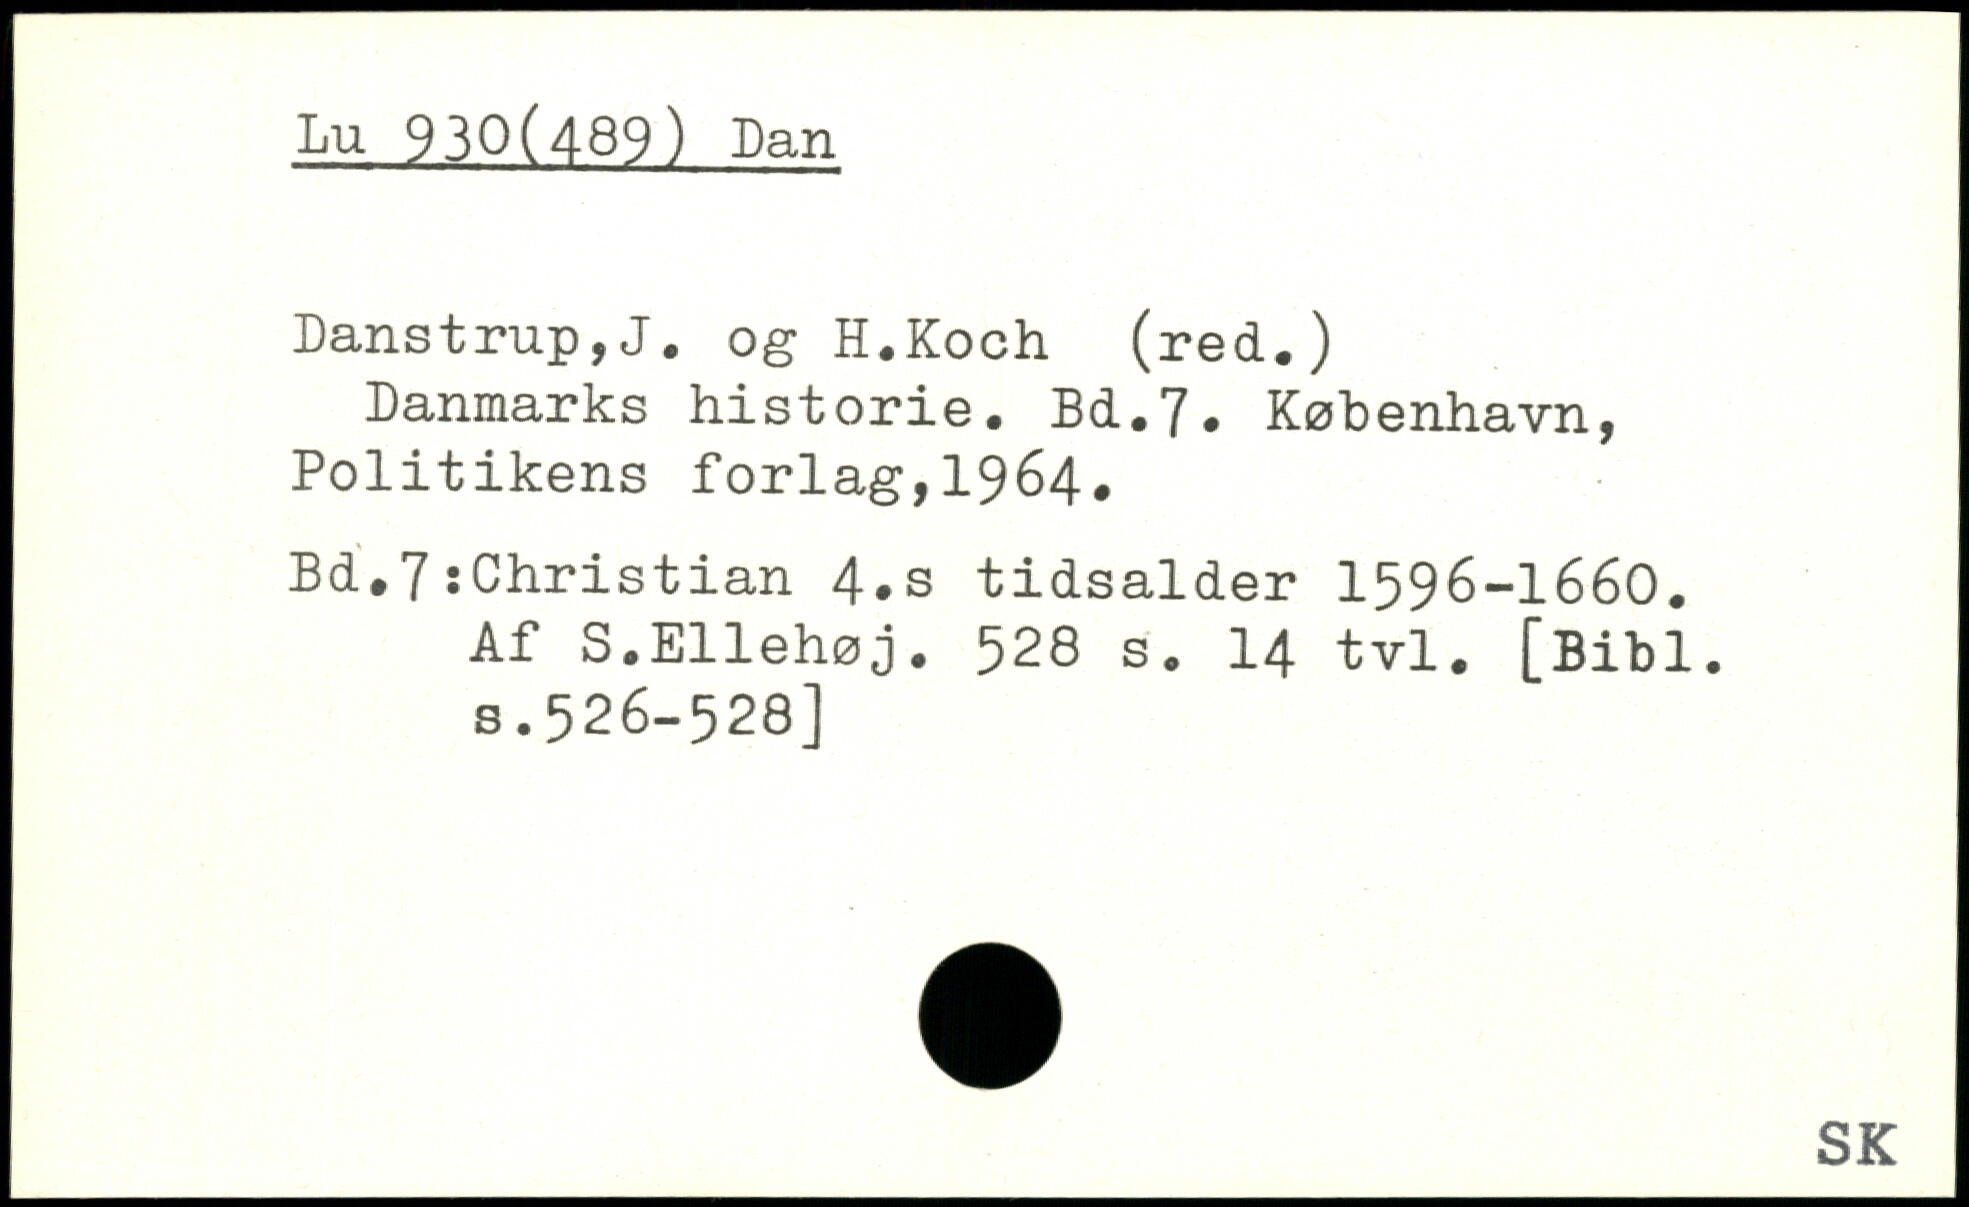 Lu 930(489) Dan
Danstrup,J. og H.Koch (red.)
Danmarks historie. Bd.7. København,
Politikens forlag,1964.
Bd.7:Christian 4.s tidsalder 1596-1660.
Af S.Ellehøj. 528 s. 14 tvl. [Bibl.
s.526-528]
SK